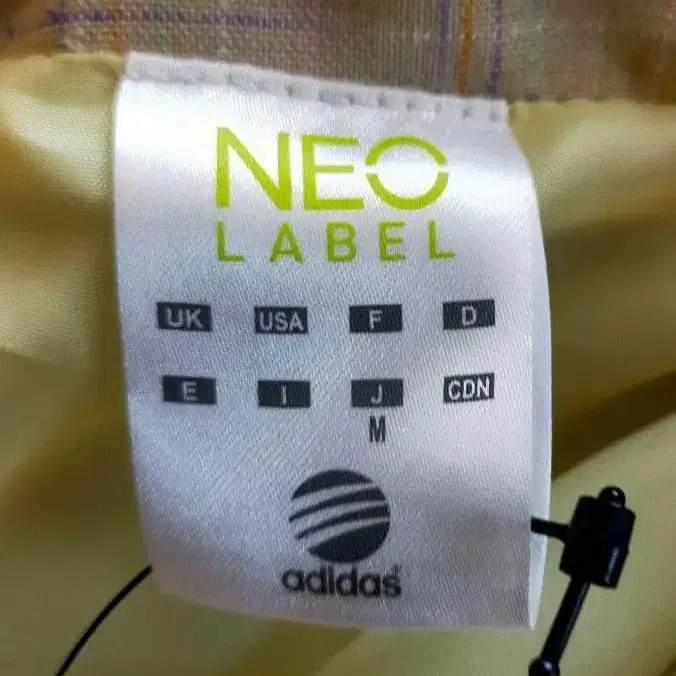 NEO
LABEL
UK USA F D
E I J CDN
M
adidas